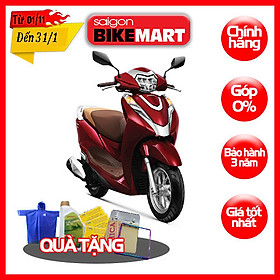 Từ 01/11
Đến 31/1
saigon
BIKEMART
Chính
hãng
Góp
0%
Bảo hành
3 năm
Giá tốt
nhất
QUÀ TẶNG